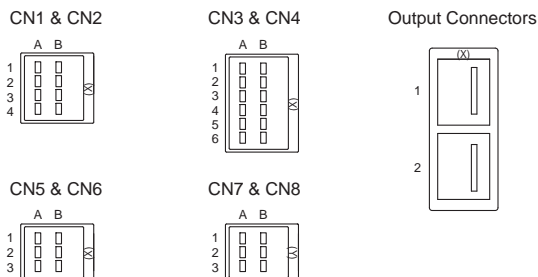 CN1 & CN2
A B
1
2
3
4
(X)
CN3 & CN4
A B
1
2
3
4
5
6
(X)
Output Connectors
(X)
1
2
CN5 & CN6
A B
1
2
3
(X)
CN7 & CN8
A B
1
2
3
(Y)